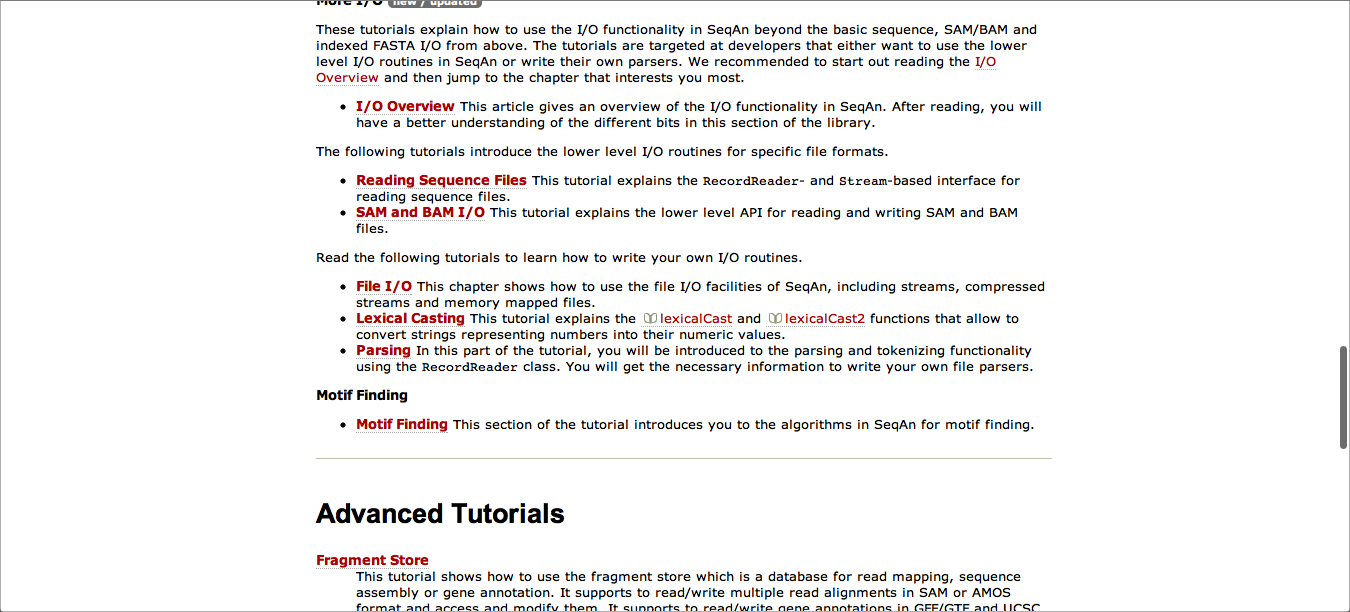 More I/O new / updated
These tutorials explain how to use the I/O functionality in SeqAn beyond the basic sequence, SAM/BAM and
indexed FASTA I/O from above. The tutorials are targeted at developers that either want to use the lower
level I/O routines in SeqAn or write their own parsers. We recommended to start out reading the I/O
Overview and then jump to the chapter that interests you most.
• I/O Overview This article gives an overview of the I/O functionality in SeqAn. After reading, you will
have a better understanding of the different bits in this section of the library.
The following tutorials introduce the lower level I/O routines for specific file formats.
• Reading Sequence Files This tutorial explains the RecordReader- and Stream-based interface for
reading sequence files.
• SAM and BAM I/O This tutorial explains the lower level API for reading and writing SAM and BAM
files.
Read the following tutorials to learn how to write your own I/O routines.
• File I/O This chapter shows how to use the file I/O facilities of SeqAn, including streams, compressed
streams and memory mapped files.
• Lexical Casting This tutorial explains the lexicalCast and lexicalCast2 functions that allow to
convert strings representing numbers into their numeric values.
• Parsing In this part of the tutorial, you will be introduced to the parsing and tokenizing functionality
using the RecordReader class. You will get the necessary information to write your own file parsers.
Motif Finding
• Motif Finding This section of the tutorial introduces you to the algorithms in SeqAn for motif finding.
Advanced Tutorials
Fragment Store
This tutorial shows how to use the fragment store which is a database for read mapping, sequence
assembly or gene annotation. It supports to read/write multiple read alignments in SAM or AMOS
format and access and modify them. It supports to read/write gene annotations in GFF/GTF and UCSC